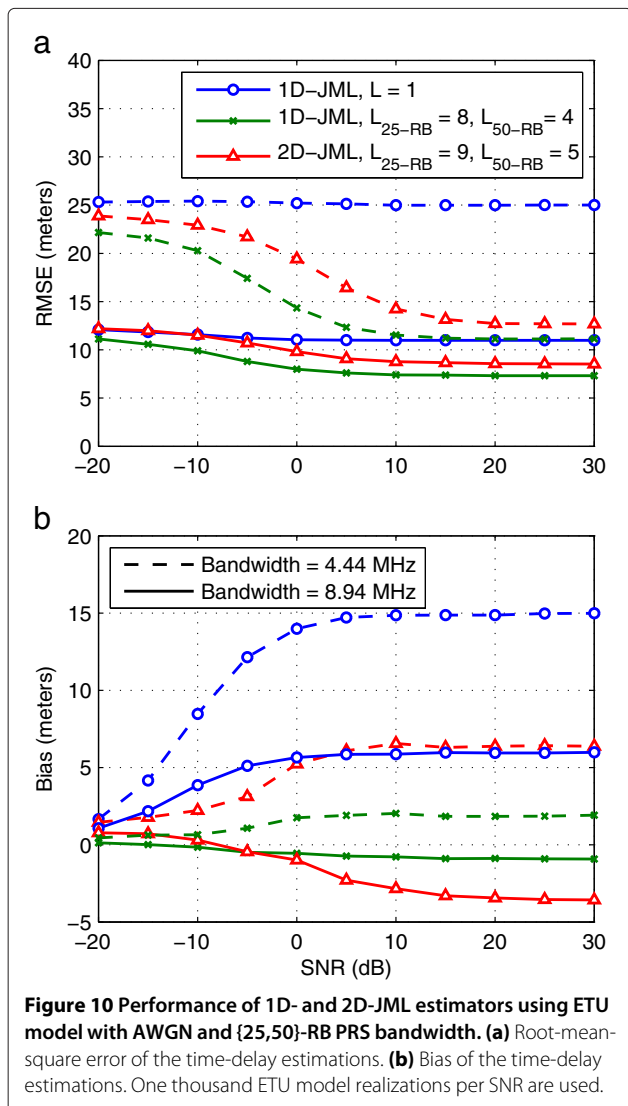 a
40
35
30
25
20
15
10
5
0
RMSE (meters)
1D−JML, L = 1
1D−JML, L_25−RB = 8, L_50−RB = 4
2D−JML, L_25−RB = 9, L_50−RB = 5
−20 −10 0 10 20 30
b
20
15
10
5
0
−5
Bias (meters)
Bandwidth = 4.44 MHz
Bandwidth = 8.94 MHz
−20 −10 0 10 20 30
SNR (dB)
Figure 10 Performance of 1D- and 2D-JML estimators using ETU
model with AWGN and {25,50}-RB PRS bandwidth. (a) Root-mean-
square error of the time-delay estimations. (b) Bias of the time-delay
estimations. One thousand ETU model realizations per SNR are used.